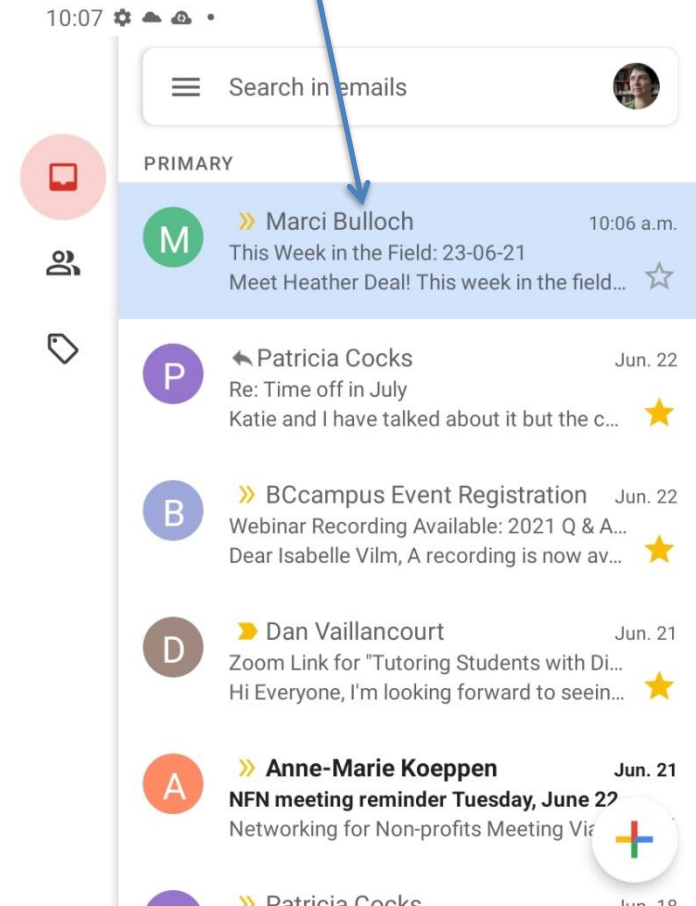 10:07
Search in emails
PRIMARY
M
Marci Bulloch 10:06 a.m.
This Week in the Field: 23-06-21
Meet Heather Deal! This week in the field...
P
Patricia Cocks Jun. 22
Re: Time off in July
Katie and I have talked about it but the c...
B
BCcampus Event Registration Jun. 22
Webinar Recording Available: 2021 Q & A...
Dear Isabelle Vilm, A recording is now av...
D
Dan Vaillancourt Jun. 21
Zoom Link for "Tutoring Students with Di...
Hi Everyone, I'm looking forward to seein...
A
Anne-Marie Koeppen Jun. 21
NFN meeting reminder Tuesday, June 22
Networking for Non-profits Meeting Via
Patricia Cocks Jun. 18